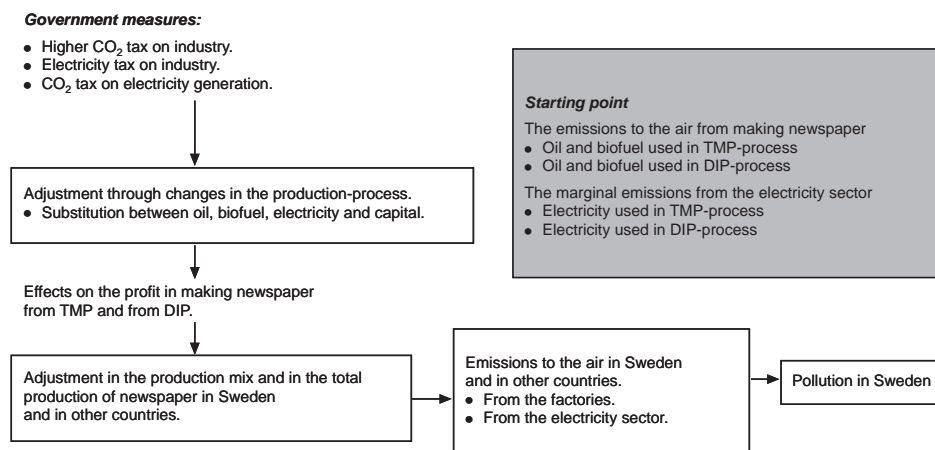 Government measures:
● Higher CO₂ tax on industry.
● Electricity tax on industry.
● CO₂ tax on electricity generation.
Starting point
The emissions to the air from making newspaper
● Oil and biofuel used in TMP-process
● Oil and biofuel used in DIP-process
The marginal emissions from the electricity sector
● Electricity used in TMP-process
● Electricity used in DIP-process
Adjustment through changes in the production-process.
● Substitution between oil, biofuel, electricity and capital.
Effects on the profit in making newspaper
from TMP and from DIP.
Adjustment in the production mix and in the total
production of newspaper in Sweden
and in other countries.
Emissions to the air in Sweden
and in other countries.
● From the factories.
● From the electricity sector.
Pollution in Sweden